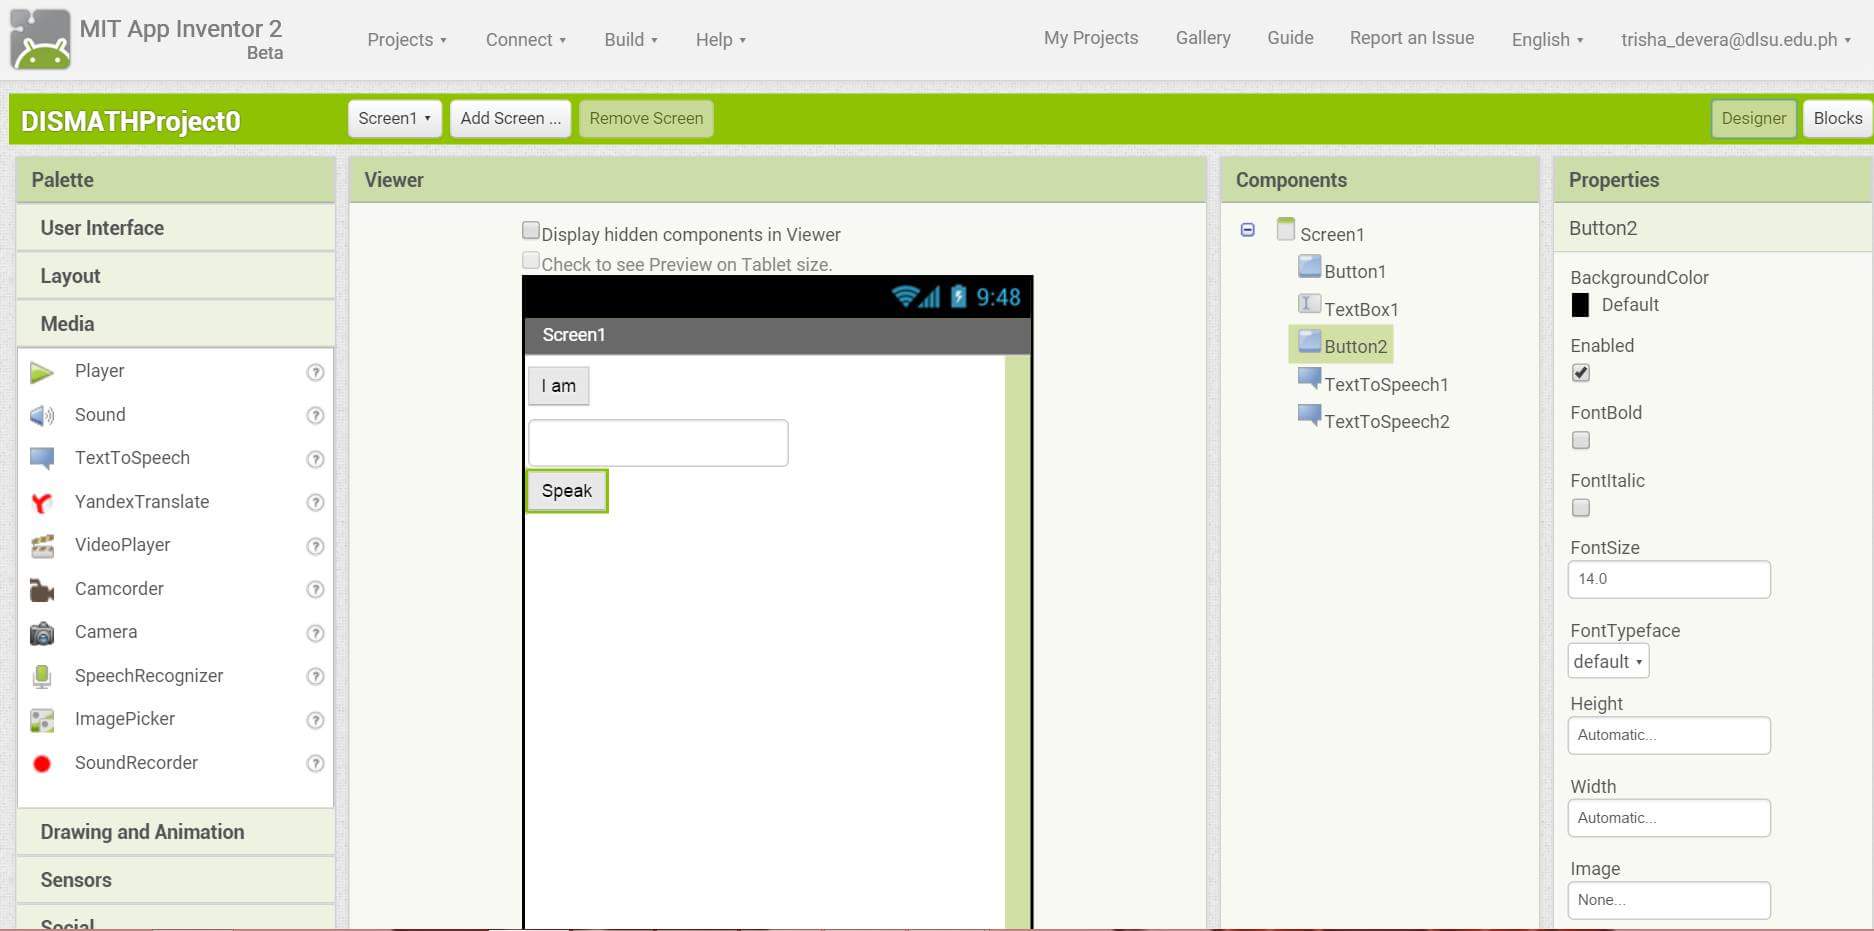 MIT App Inventor 2
Beta
Projects
Connect
Build
Help
My Projects
Gallery
Guide
Report an Issue
English
trisha_devera@dlsu.edu.ph
DISMATHProject0
Screen1
Add Screen ...
Remove Screen
Designer
Blocks
Palette
User Interface
Layout
Media
Player ?
Sound ?
TextToSpeech ?
YandexTranslate ?
VideoPlayer ?
Camcorder ?
Camera ?
SpeechRecognizer ?
ImagePicker ?
SoundRecorder ?
Drawing and Animation
Sensors
Social
Viewer
Display hidden components in Viewer
Check to see Preview on Tablet size.
9:48
Screen1
I am
Speak
Components
Screen1
Button1
TextBox1
Button2
TextToSpeech1
TextToSpeech2
Properties
Button2
BackgroundColor
Default
Enabled
FontBold
FontItalic
FontSize
14.0
FontTypeface
default
Height
Automatic...
Width
Automatic...
Image
None...